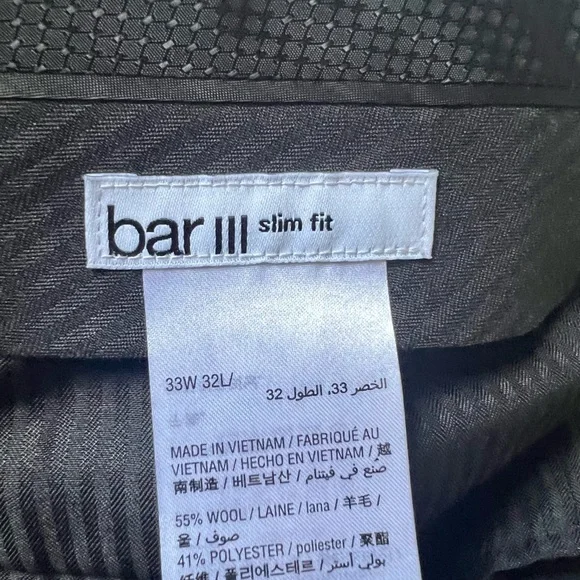 bar III slim fit
33W 32L/
الخصر 33، الطول 32
MADE IN VIETNAM / FABRIQUÉ AU
VIETNAM / HECHO EN VIETNAM / 越
南制造 / 베트남산 / صنع في فيتنام /
55% WOOL / LAINE / lana / 羊毛 /
울 / صوف /
41% POLYESTER / poliester / 聚酯
纤维 / 폴리에스테르 / بولي أستر /